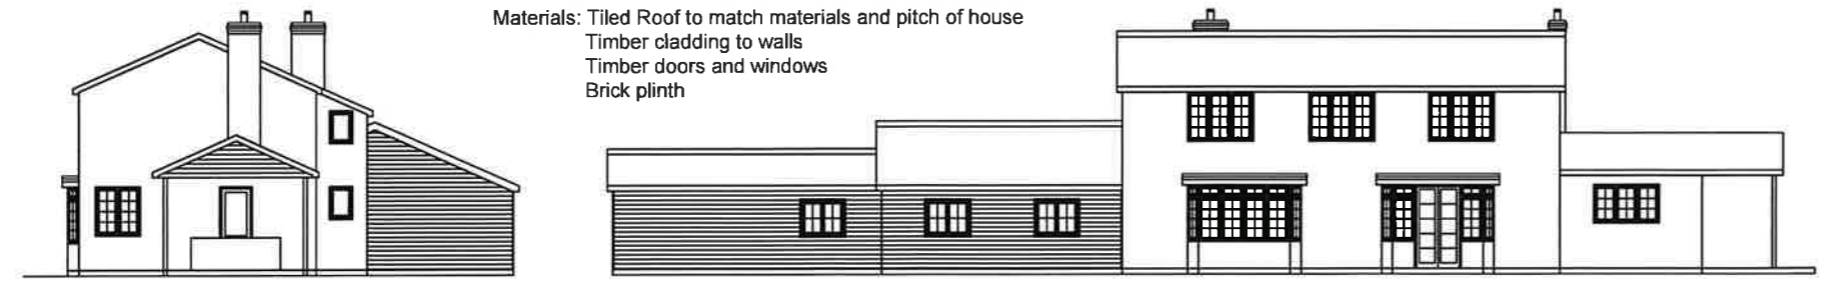 Materials: Tiled Roof to match materials and pitch of house
Timber cladding to walls
Timber doors and windows
Brick plinth